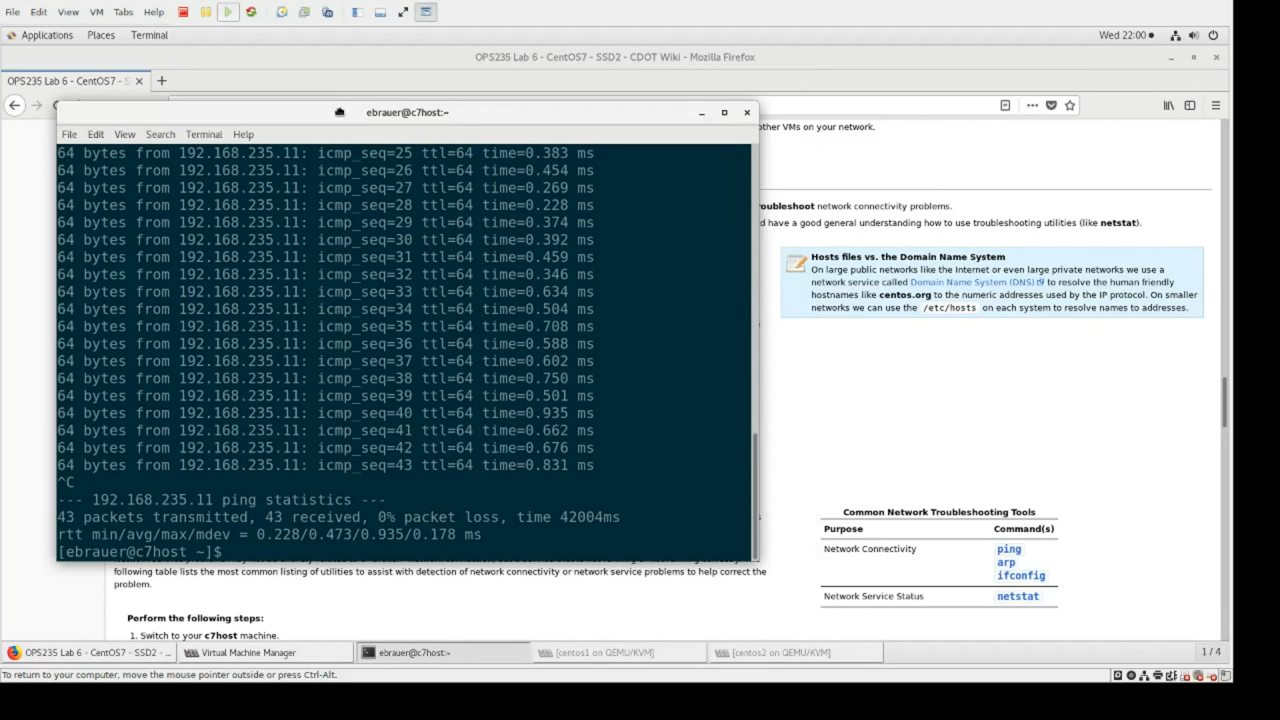 File Edit View VM Tabs Help
Applications Places Terminal Wed 22:00
OPS235 Lab 6 - CentOS7 - SSD2 - CDOT Wiki - Mozilla Firefox
OPS235 Lab 6 - CentOS7 - S
ebrauer@c7host:~
File Edit View Search Terminal Help
64 bytes from 192.168.235.11: icmp_seq=25 ttl=64 time=0.383 ms
64 bytes from 192.168.235.11: icmp_seq=26 ttl=64 time=0.454 ms
64 bytes from 192.168.235.11: icmp_seq=27 ttl=64 time=0.269 ms
64 bytes from 192.168.235.11: icmp_seq=28 ttl=64 time=0.228 ms
64 bytes from 192.168.235.11: icmp_seq=29 ttl=64 time=0.374 ms
64 bytes from 192.168.235.11: icmp_seq=30 ttl=64 time=0.392 ms
64 bytes from 192.168.235.11: icmp_seq=31 ttl=64 time=0.459 ms
64 bytes from 192.168.235.11: icmp_seq=32 ttl=64 time=0.346 ms
64 bytes from 192.168.235.11: icmp_seq=33 ttl=64 time=0.634 ms
64 bytes from 192.168.235.11: icmp_seq=34 ttl=64 time=0.504 ms
64 bytes from 192.168.235.11: icmp_seq=35 ttl=64 time=0.708 ms
64 bytes from 192.168.235.11: icmp_seq=36 ttl=64 time=0.588 ms
64 bytes from 192.168.235.11: icmp_seq=37 ttl=64 time=0.602 ms
64 bytes from 192.168.235.11: icmp_seq=38 ttl=64 time=0.750 ms
64 bytes from 192.168.235.11: icmp_seq=39 ttl=64 time=0.501 ms
64 bytes from 192.168.235.11: icmp_seq=40 ttl=64 time=0.935 ms
64 bytes from 192.168.235.11: icmp_seq=41 ttl=64 time=0.662 ms
64 bytes from 192.168.235.11: icmp_seq=42 ttl=64 time=0.676 ms
64 bytes from 192.168.235.11: icmp_seq=43 ttl=64 time=0.831 ms
^C
--- 192.168.235.11 ping statistics ---
43 packets transmitted, 43 received, 0% packet loss, time 42004ms
rtt min/avg/max/mdev = 0.228/0.473/0.935/0.178 ms
[ebrauer@c7host ~]$
other VMs on your network.
oubleshoot network connectivity problems.
d have a good general understanding how to use troubleshooting utilities (like netstat).
Hosts files vs. the Domain Name System
On large public networks like the Internet or even large private networks we use a
network service called Domain Name System (DNS) to resolve the human friendly
hostnames like centos.org to the numeric addresses used by the IP protocol. On smaller
networks we can use the /etc/hosts on each system to resolve names to addresses.
Common Network Troubleshooting Tools
Purpose Command(s)
Network Connectivity ping
arp
ifconfig
Network Service Status netstat
following table lists the most common listing of utilities to assist with detection of network connectivity or network service problems to help correct the
problem.
Perform the following steps:
1. Switch to your c7host machine.
OPS235 Lab 6 - CentOS7 - SSD2 - ... Virtual Machine Manager ebrauer@c7host:~ [centos1 on QEMU/KVM] [centos2 on QEMU/KVM] 1 / 4
To return to your computer, move the mouse pointer outside or press Ctrl-Alt.